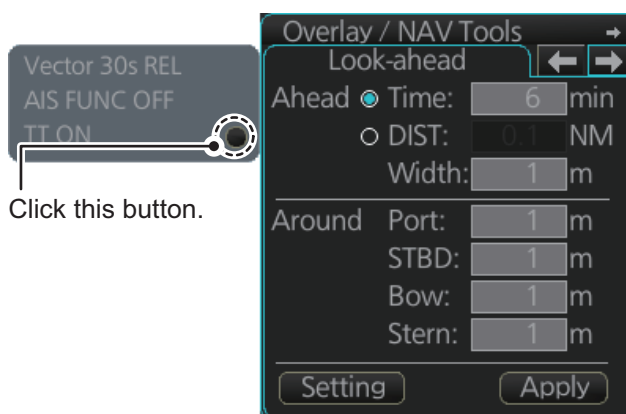 Vector 30s REL
AIS FUNC OFF
TT ON
Click this button.
Overlay / NAV Tools
Look-ahead
Ahead Time: 6 min
DIST: 0.1 NM
Width: 1 m
Around Port: 1 m
STBD: 1 m
Bow: 1 m
Stern: 1 m
Setting Apply